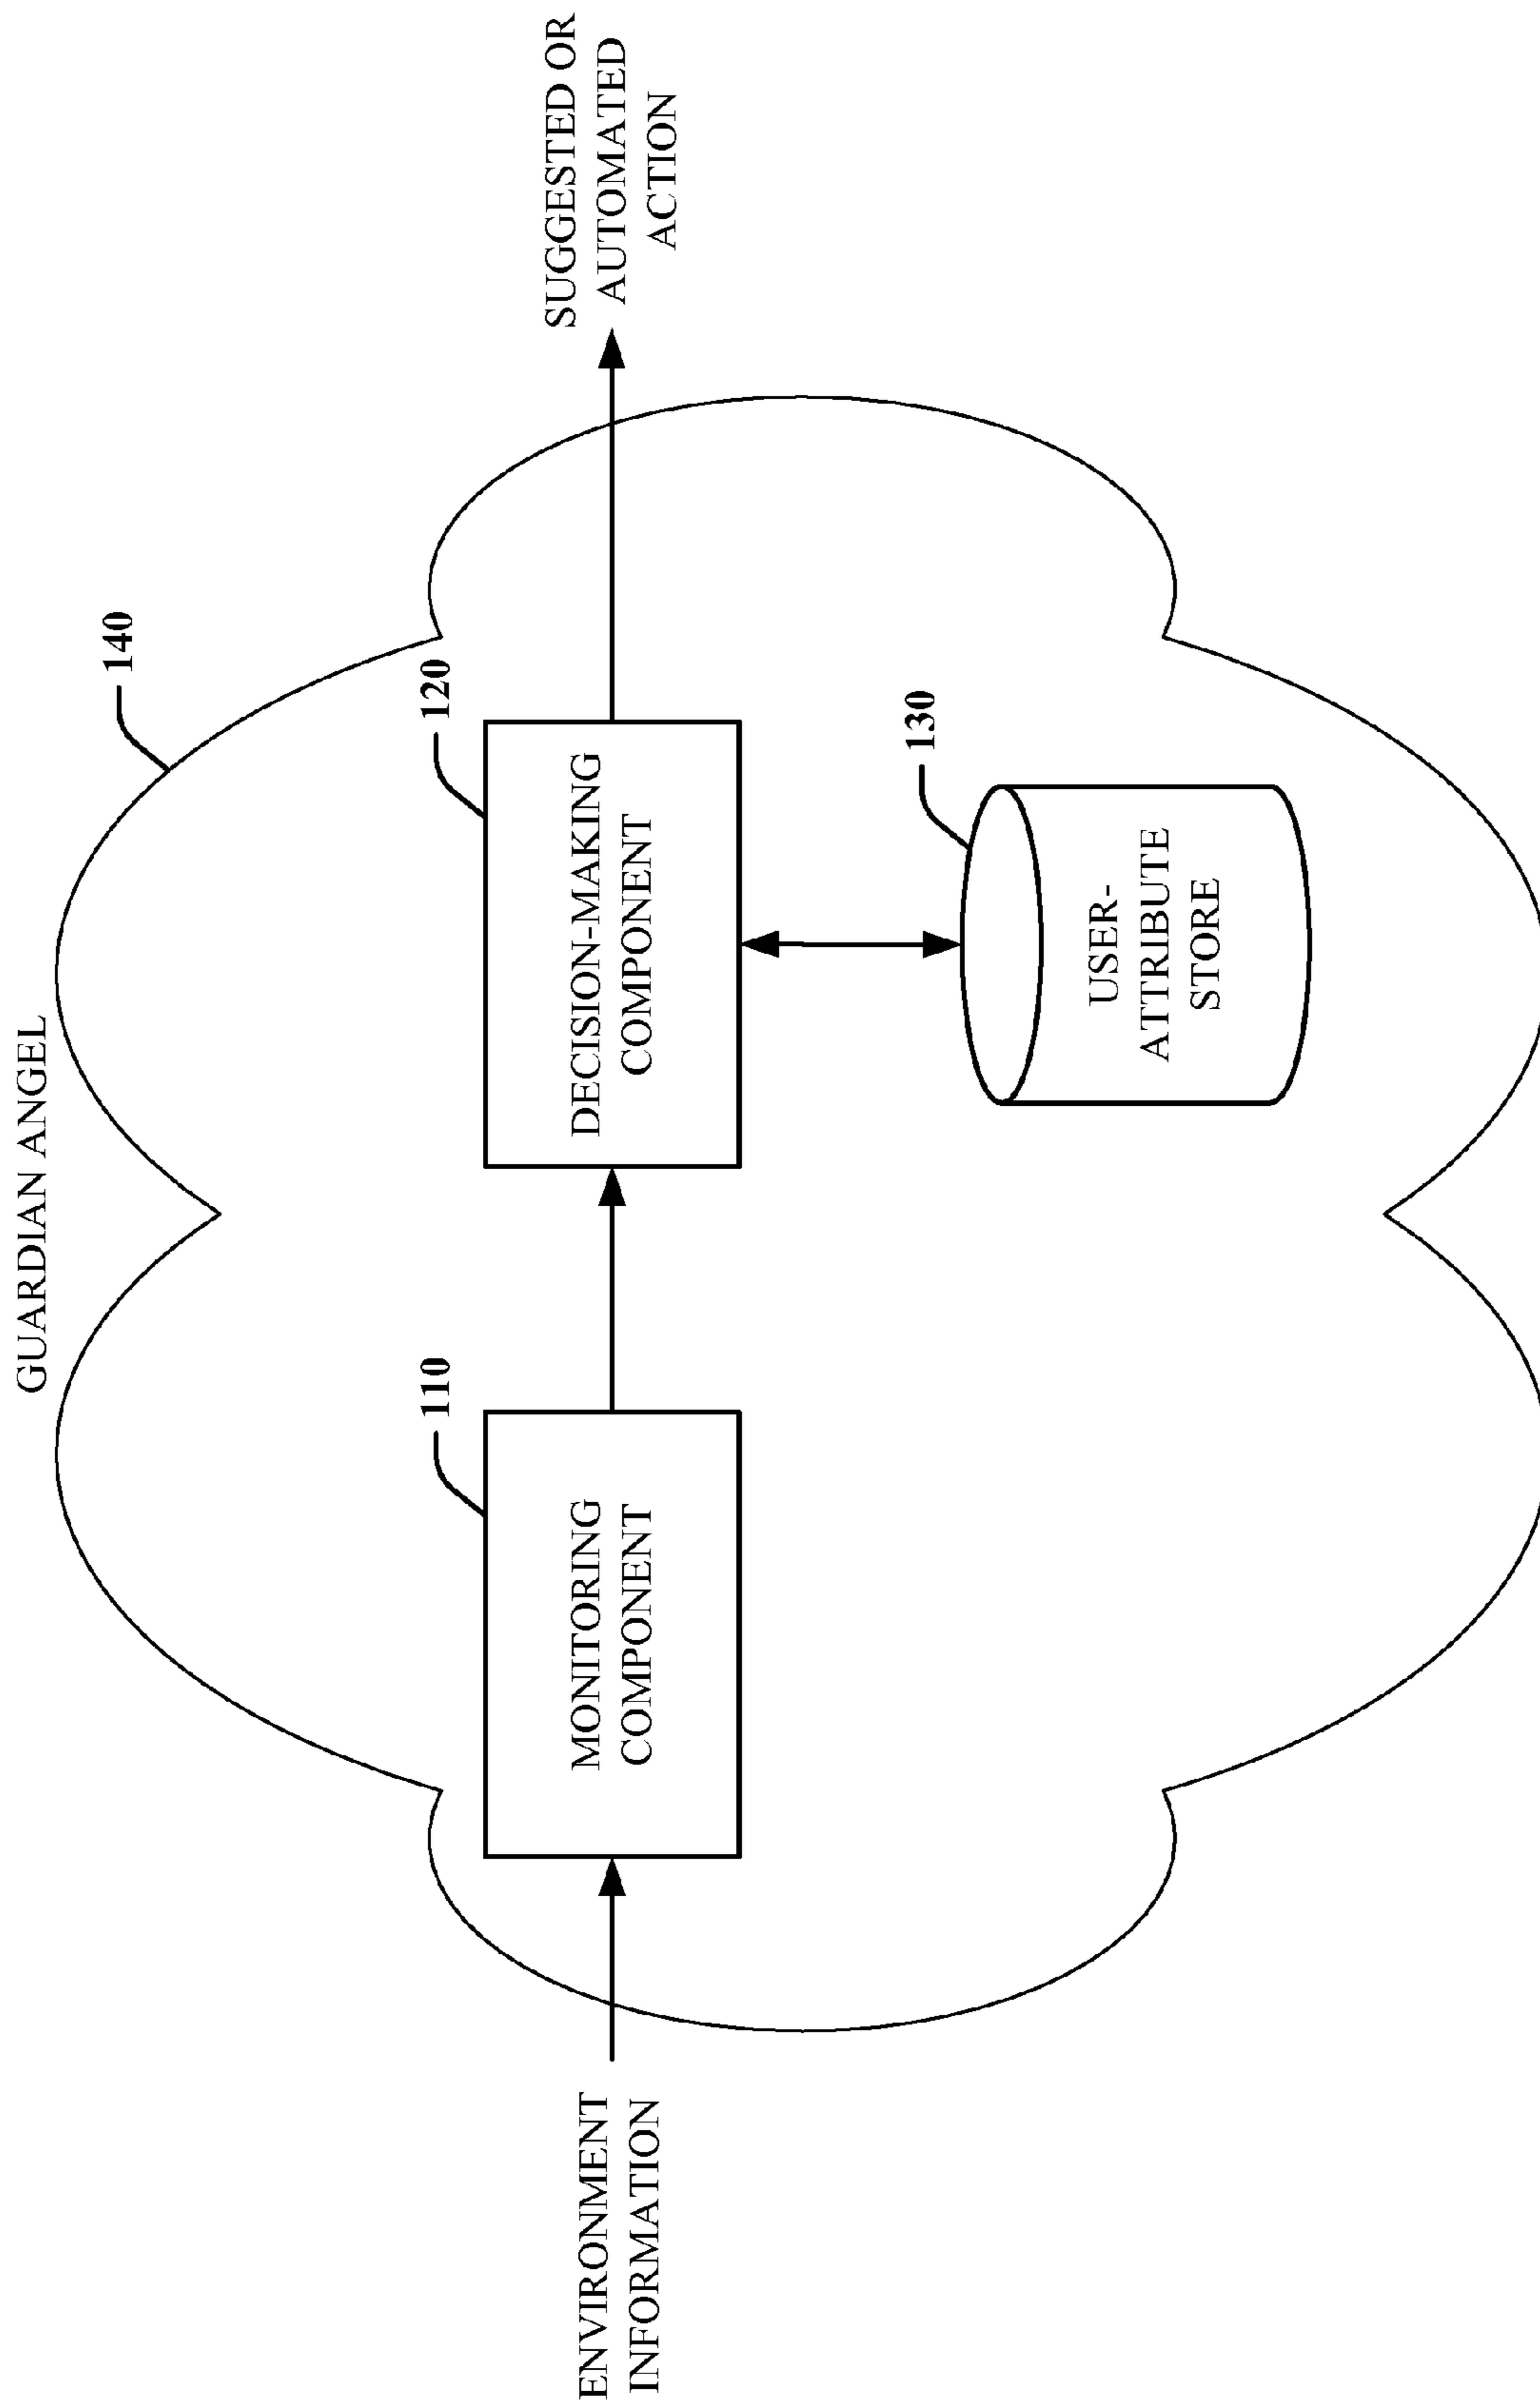 GUARDIAN ANGEL
140
ENVIRONMENT
INFORMATION
110
MONITORING
COMPONENT
120
DECISION-MAKING
COMPONENT
SUGGESTED OR
AUTOMATED
ACTION
130
USER-
ATTRIBUTE
STORE